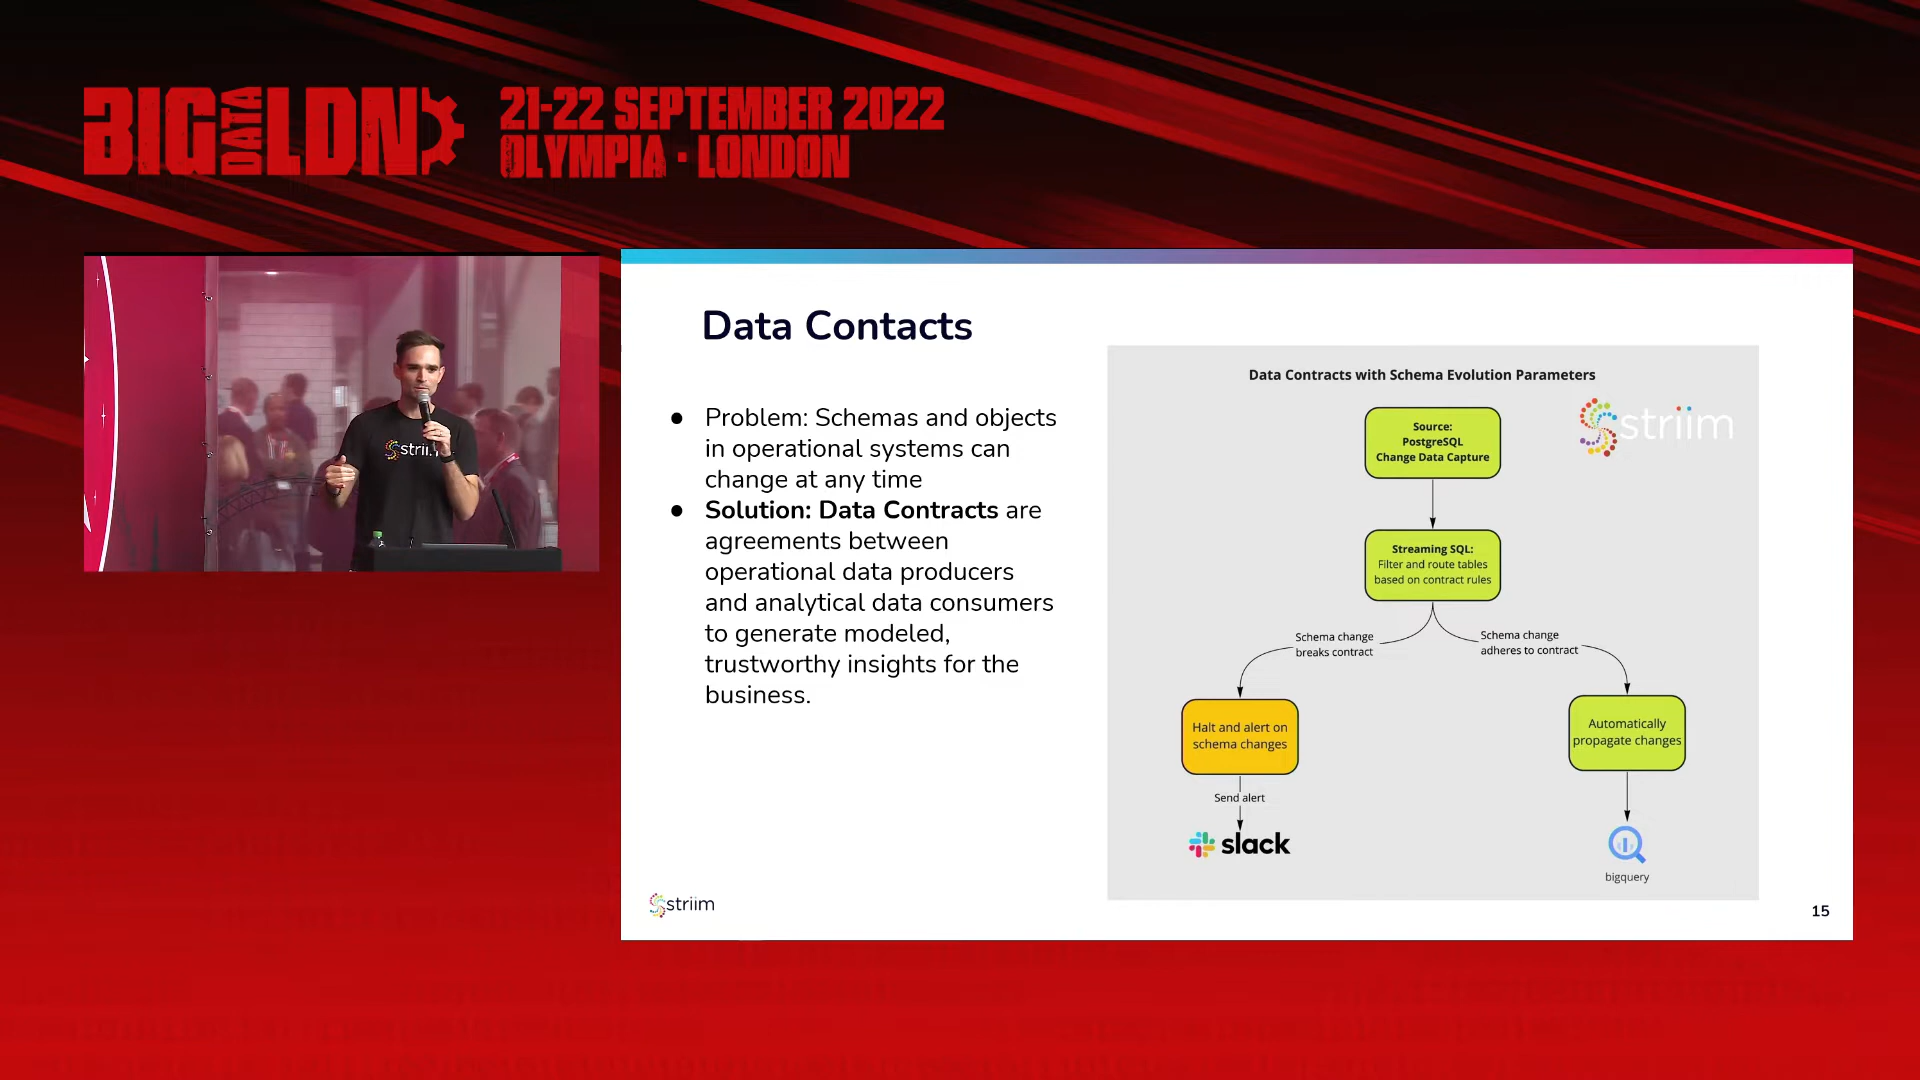 BIG DATA LDN
21-22 SEPTEMBER 2022
OLYMPIA · LONDON
striim
Data Contacts
● Problem: Schemas and objects
in operational systems can
change at any time
● Solution: Data Contracts are
agreements between
operational data producers
and analytical data consumers
to generate modeled,
trustworthy insights for the
business.
Data Contracts with Schema Evolution Parameters
striim
Source:
PostgreSQL
Change Data Capture
Streaming SQL:
Filter and route tables
based on contract rules
Schema change
breaks contract
Schema change
adheres to contract
Halt and alert on
schema changes
Automatically
propagate changes
Send alert
slack
bigquery
striim
15